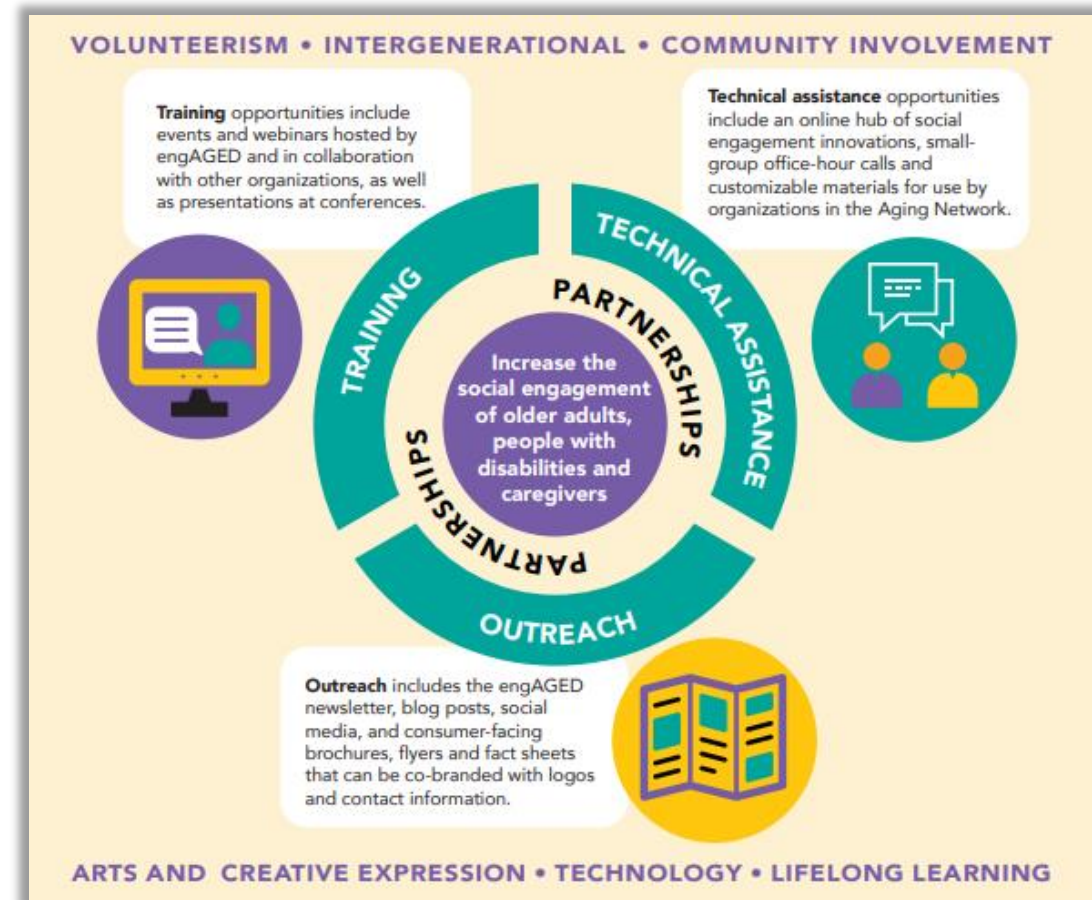 VOLUNTEERISM • INTERGENERATIONAL • COMMUNITY INVOLVEMENT
Training opportunities include
events and webinars hosted by
engAGED and in collaboration
with other organizations, as well
as presentations at conferences.
Technical assistance opportunities
include an online hub of social
engagement innovations, small-
group office-hour calls and
customizable materials for use by
organizations in the Aging Network.
TRAINING
TECHNICAL ASSISTANCE
PARTNERSHIPS
Increase the
social engagement
of older adults,
people with
disabilities and
caregivers
PARTNERSHIPS
OUTREACH
Outreach includes the engAGED
newsletter, blog posts, social
media, and consumer-facing
brochures, flyers and fact sheets
that can be co-branded with logos
and contact information.
ARTS AND CREATIVE EXPRESSION • TECHNOLOGY • LIFELONG LEARNING